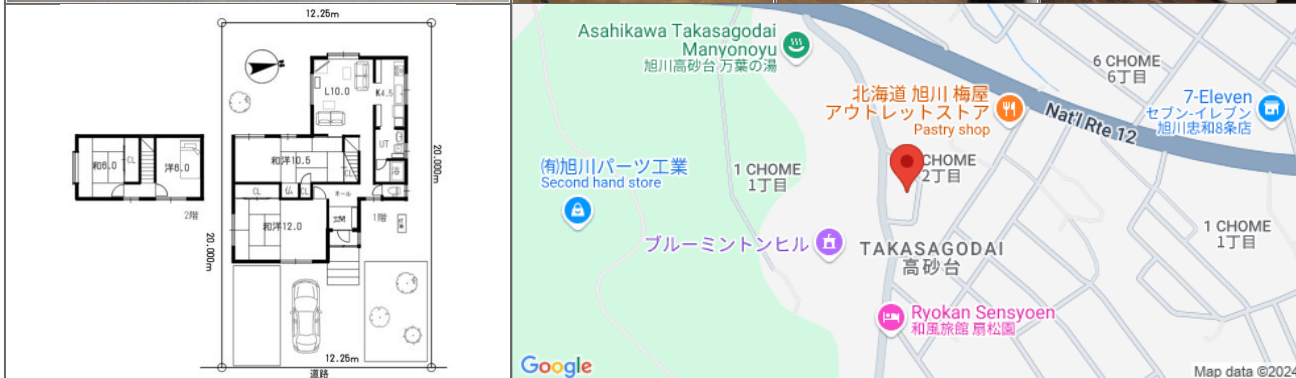 12.25m
L10.0
K4.5
UT
和6.0
CL
洋6.0
2階
和洋10.5
CL
浴
CL
仏
CL
ホール
玄関
1階
和洋12.0
20.000m
20.000m
12.25m
道路
Asahikawa Takasagodai
Manyonoyu
旭川高砂台 万葉の湯
6 CHOME
6丁目
北海道 旭川 梅屋
アウトレットストア
Pastry shop
Nat'l Rte 12
7-Eleven
セブン-イレブン
旭川忠和8条店
㈲旭川パーツ工業
Second hand store
1 CHOME
1丁目
CHOME
2丁目
1 CHOME
1丁目
ブルーミントンヒル
TAKASAGODAI
高砂台
Ryokan Sensyoen
和風旅館 扇松園
Google
Map data ©2024